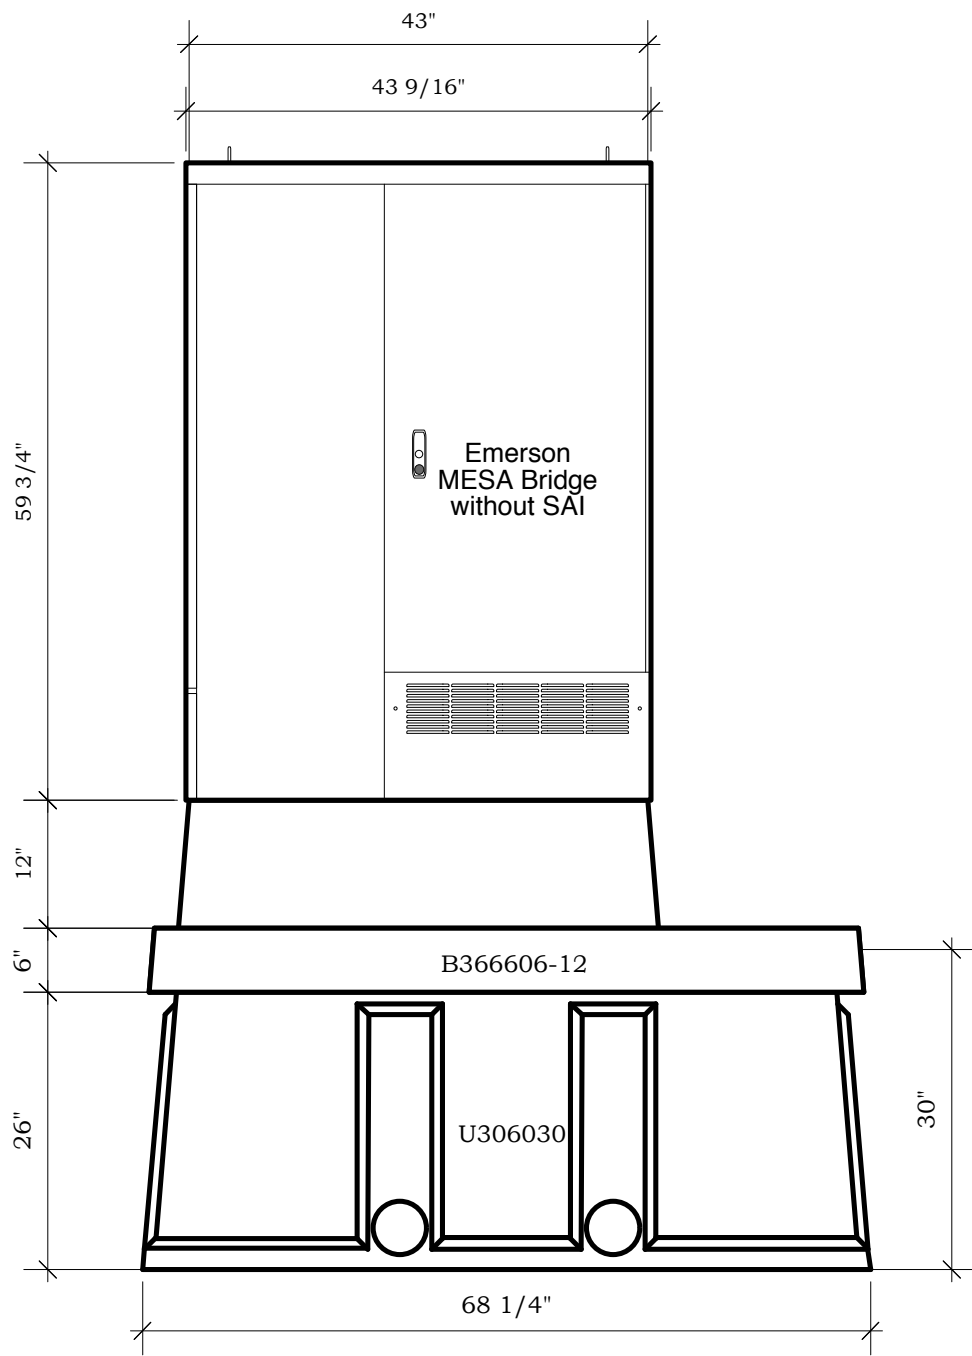 43"
43 9/16"
59 3/4"
Emerson
MESA Bridge
without SAI
12"
6"
B366606-12
26"
U306030
30"
68 1/4"